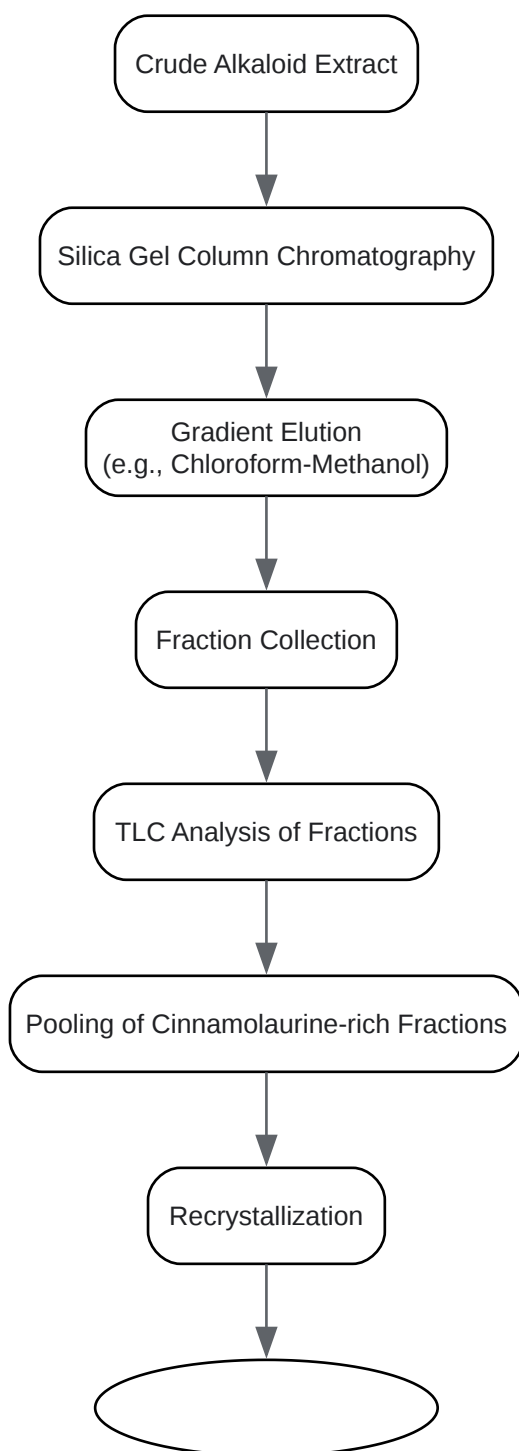 Crude Alkaloid Extract
Silica Gel Column Chromatography
Gradient Elution
(e.g., Chloroform-Methanol)
Fraction Collection
TLC Analysis of Fractions
Pooling of Cinnamolaurine-rich Fractions
Recrystallization